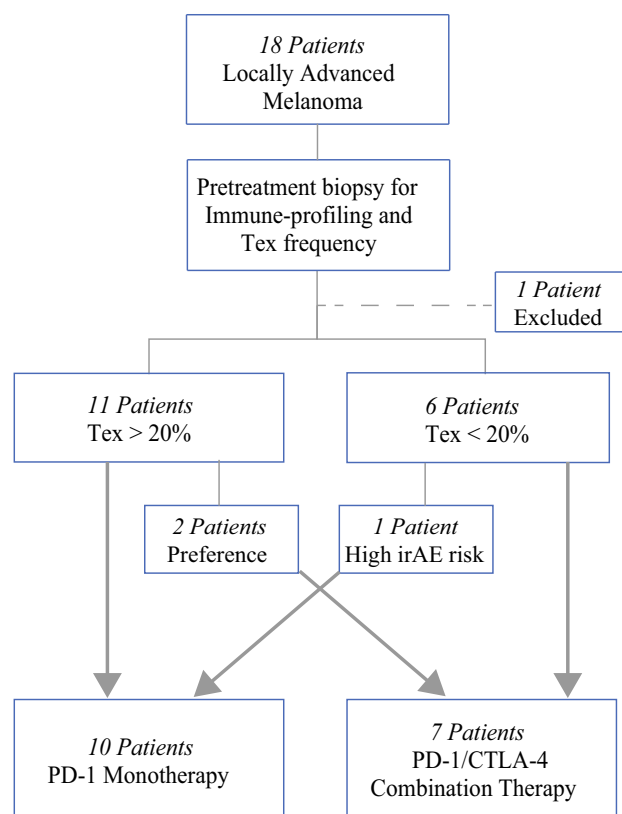 18 Patients
Locally Advanced
Melanoma
Pretreatment biopsy for
Immune-profiling and
Tex frequency
1 Patient
Excluded
11 Patients
Tex > 20%
6 Patients
Tex < 20%
2 Patients
Preference
1 Patient
High irAE risk
10 Patients
PD-1 Monotherapy
7 Patients
PD-1/CTLA-4
Combination Therapy